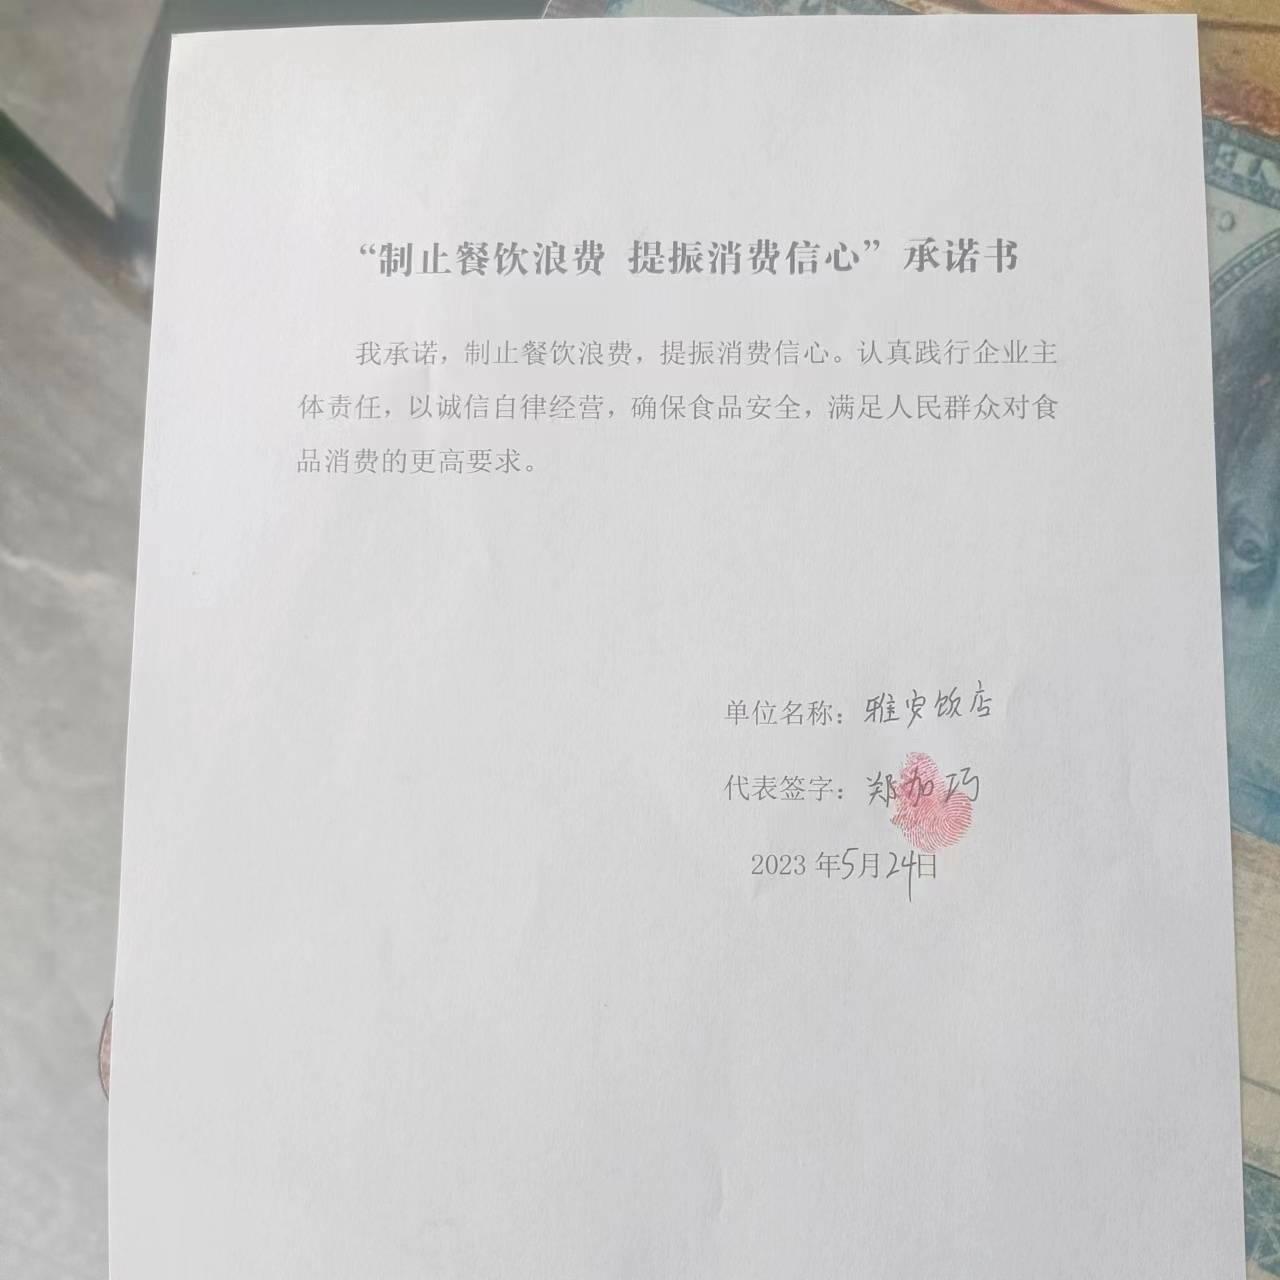 “制止餐饮浪费 提振消费信心”承诺书
我承诺，制止餐饮浪费，提振消费信心。认真践行企业主
体责任，以诚信自律经营，确保食品安全，满足人民群众对食
品消费的更高要求。
单位名称：雅安饭店
代表签字：郑加巧
2023年5月24日